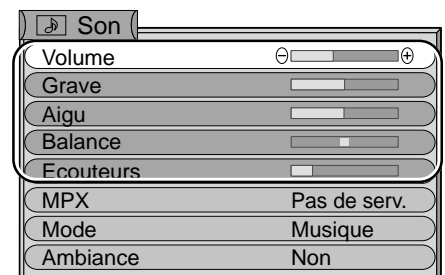 Son
Volume
Grave
Aigu
Balance
Ecouteurs
MPX Pas de serv.
Mode Musique
Ambiance Non